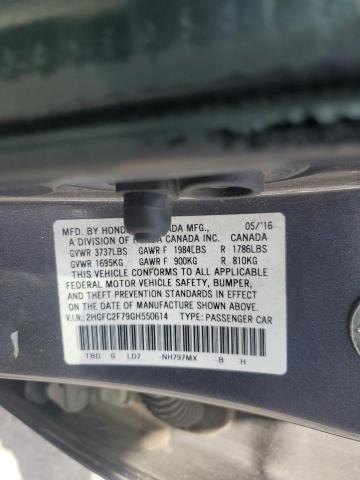 MFD. BY HOND ADA MFG., 05/'16
A DIVISION OF HONDA CANADA INC. CANADA
GVWR 3737LBS GAWR F 1984LBS R 1786LBS
GVWR 1695KG GAWR F 900KG R 810KG
THIS VEHICLE CONFORMS TO ALL APPLICABLE
FEDERAL MOTOR VEHICLE SAFETY, BUMPER,
AND THEFT PREVENTION STANDARDS IN EFFECT
ON THE DATE OF MANUFACTURE SHOWN ABOVE.
V.I.N.: 2HGFC2F79GH550614 TYPE: PASSENGER CAR
TBD G LD7 NH797MX -B H